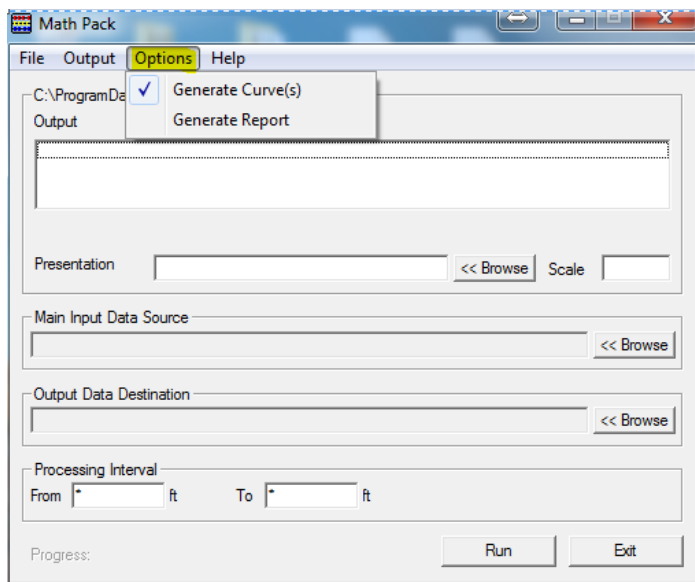 Math Pack
File Output Options Help
Generate Curve(s)
Generate Report
C:\ProgramDa
Output
Presentation << Browse Scale
Main Input Data Source
<< Browse
Output Data Destination
<< Browse
Processing Interval
From * ft To * ft
Progress: Run Exit